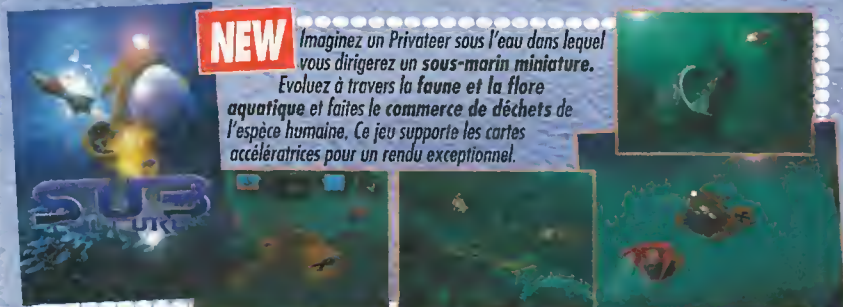 NEW
Imaginez un Privateer sous l'eau dans lequel
vous dirigerez un sous-marin miniature.
Evoluez à travers la faune et la flore
aquatique et faites le commerce de déchets de
l'espèce humaine. Ce jeu supporte les cartes
accélératrices pour un rendu exceptionnel.
SUB
CULTURE